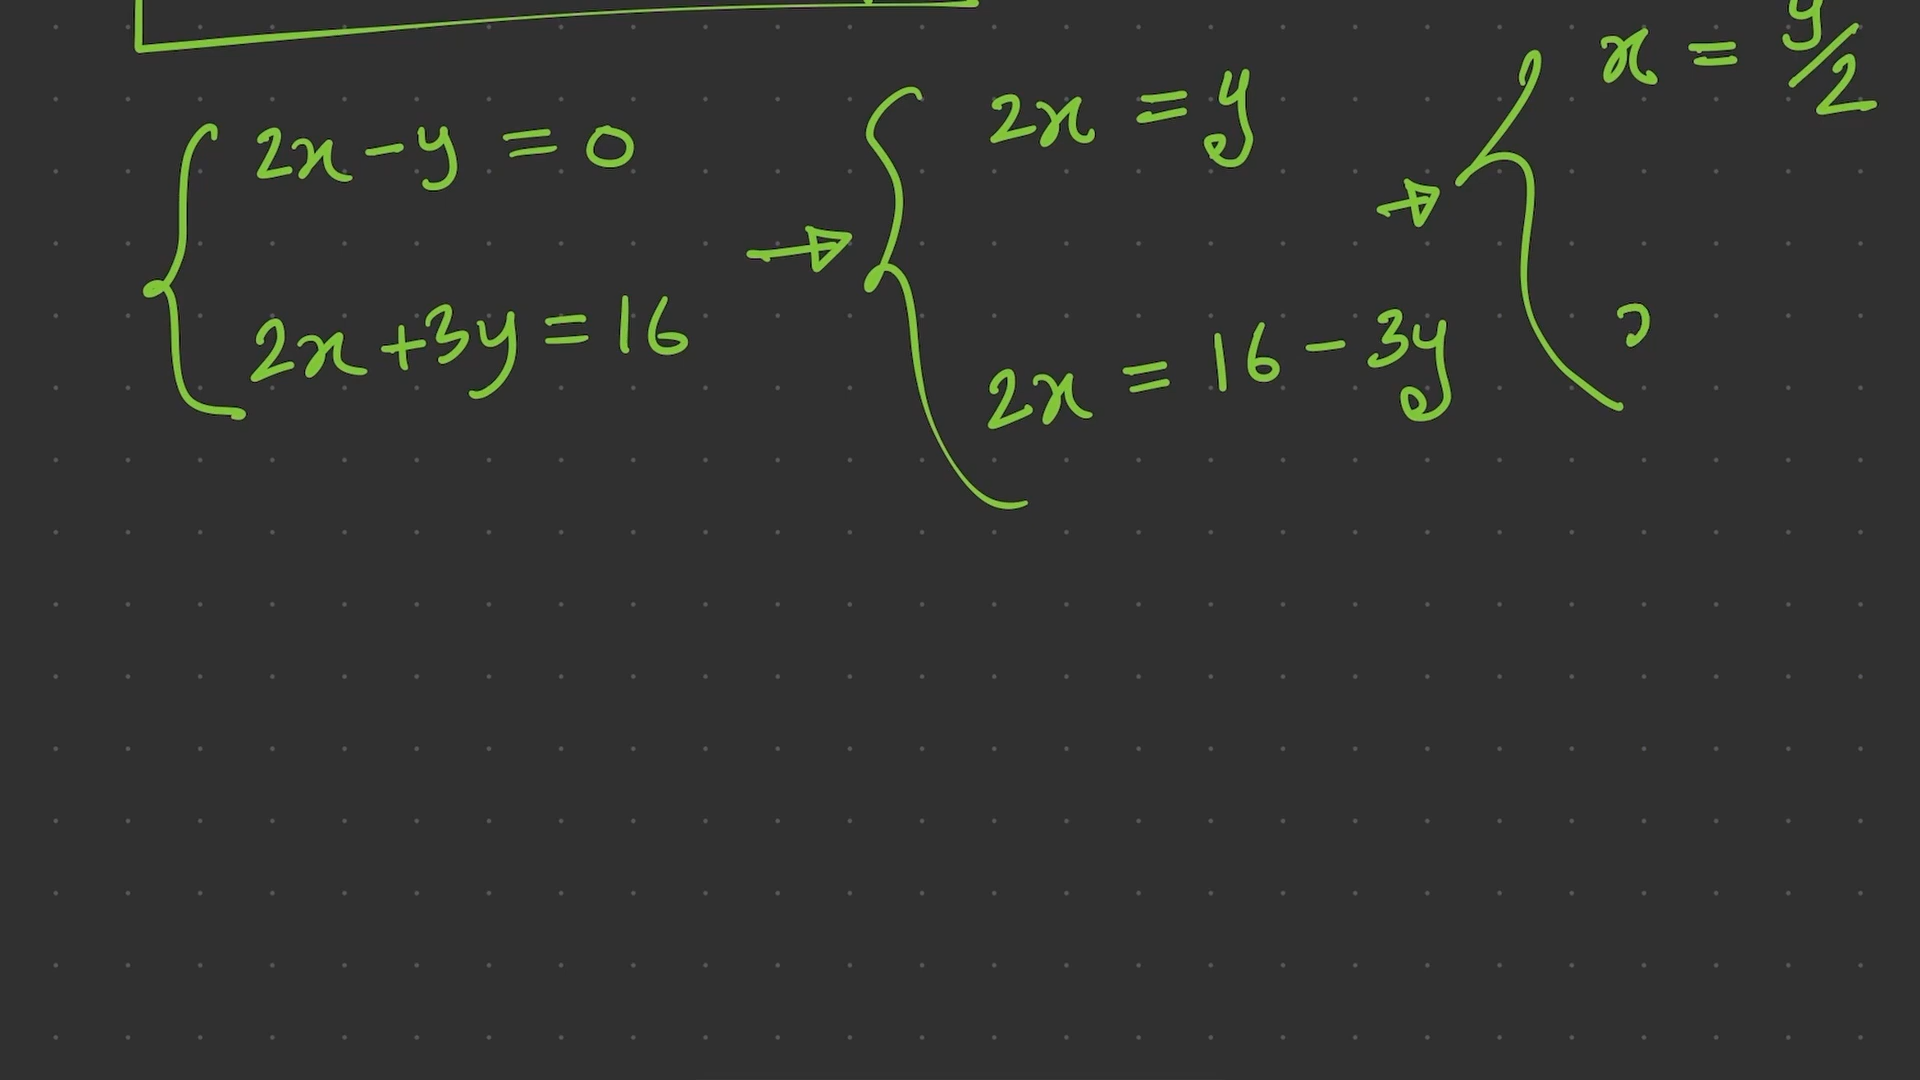 2x - y = 0
2x + 3y = 16
→
2x = y
2x = 16 - 3y
→
x = y/2